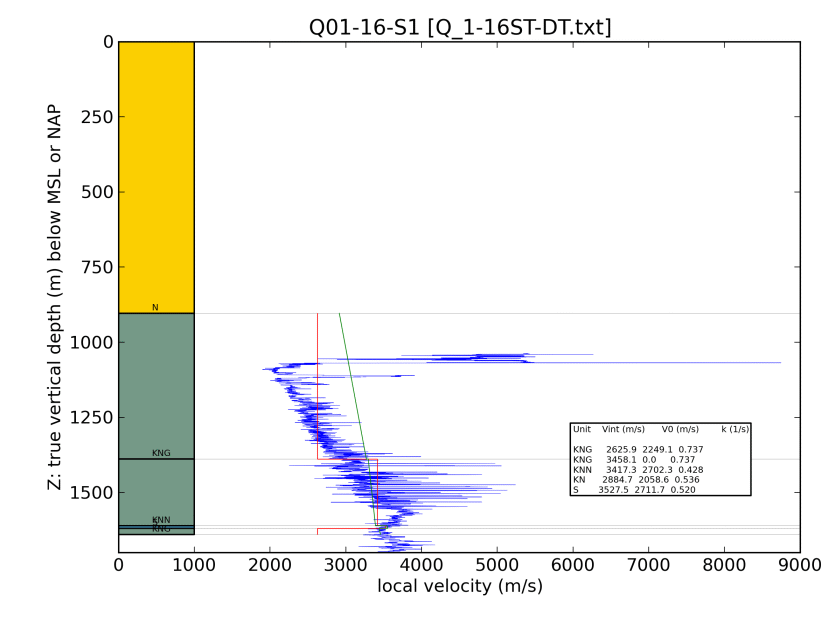 Q01-16-S1 [Q_1-16ST-DT.txt]
Z: true vertical depth (m) below MSL or NAP
0
250
500
750
1000
1250
1500
N
KNG
KNN
KNG
Unit Vint (m/s) V0 (m/s) k (1/s)
KNG 2625.9 2249.1 0.737
KNG 3458.1 0.0 0.737
KNN 3417.3 2702.3 0.428
KN 2884.7 2058.6 0.536
S 3527.5 2711.7 0.520
0 1000 2000 3000 4000 5000 6000 7000 8000 9000
local velocity (m/s)